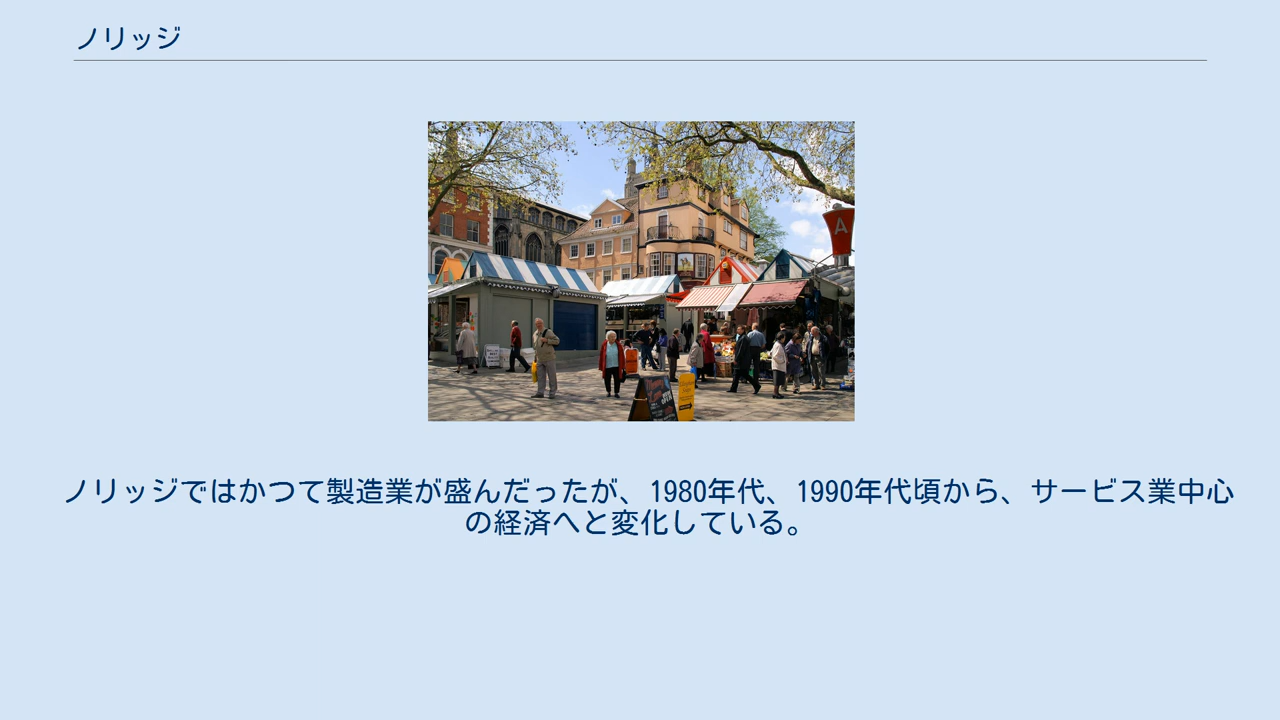 ノリッジ
A
ノリッジではかつて製造業が盛んだったが、1980年代、1990年代頃から、サービス業中心
の経済へと変化している。